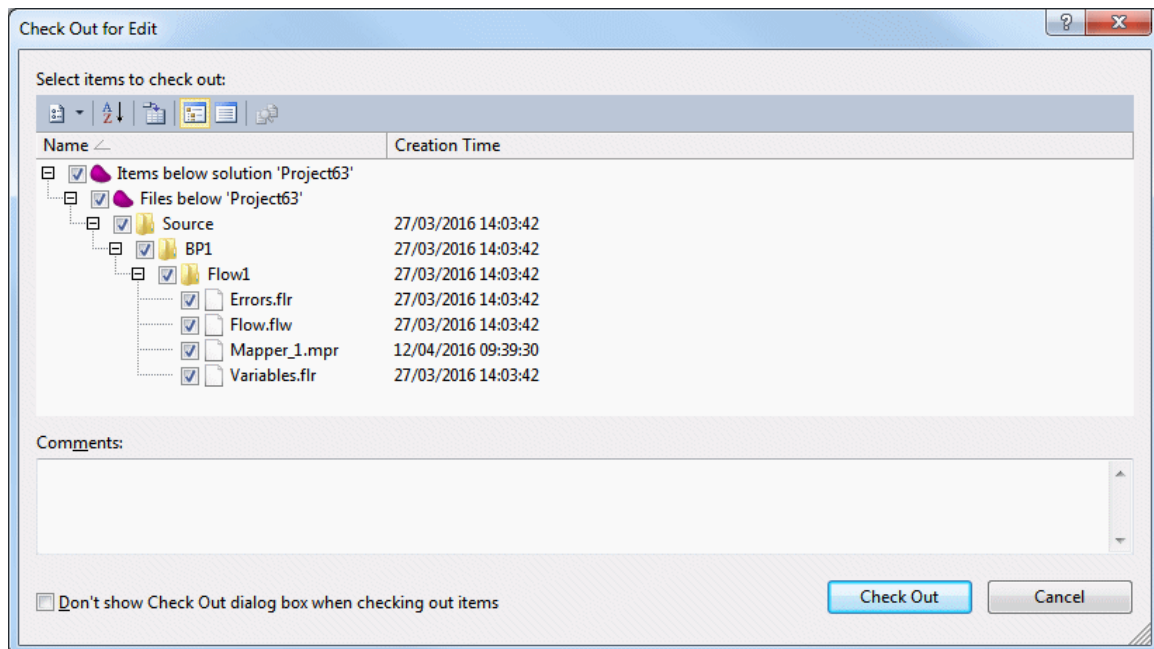 Check Out for Edit
Select items to check out:
Name Creation Time
Items below solution 'Project63'
Files below 'Project63'
Source 27/03/2016 14:03:42
BP1 27/03/2016 14:03:42
Flow1 27/03/2016 14:03:42
Errors.flr 27/03/2016 14:03:42
Flow.flw 27/03/2016 14:03:42
Mapper_1.mpr 12/04/2016 09:39:30
Variables.flr 27/03/2016 14:03:42
Comments:
Don't show Check Out dialog box when checking out items
Check Out Cancel